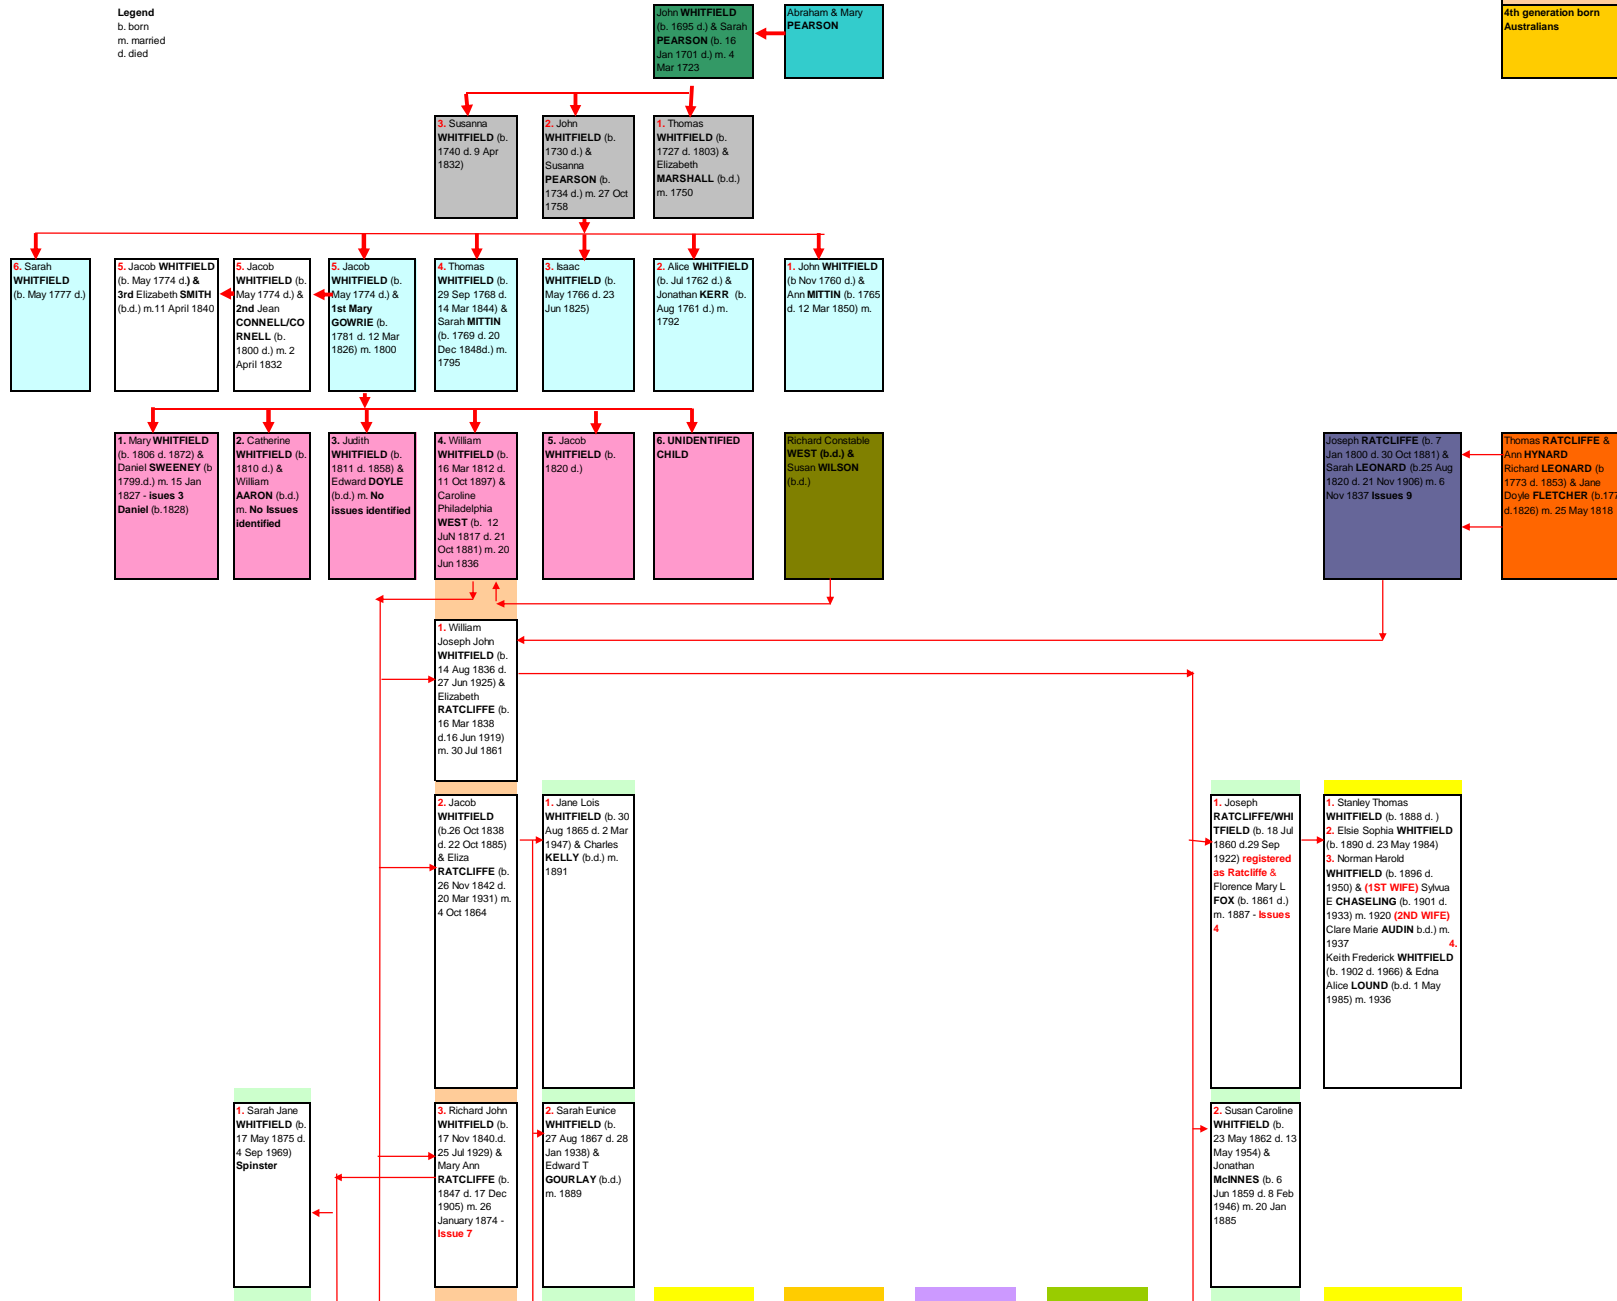 Legend
b. born
m. married
d. died
John WHITFIELD
(b. 1695 d.) & Sarah
PEARSON (b. 16
Jan 1701 d.) m. 4
Mar 1723
Abraham & Mary
PEARSON
4th generation born
Australians
3. Susanna
WHITFIELD (b.
1740 d. 9 Apr
1832)
2. John
WHITFIELD (b.
1730 d.) &
Susanna
PEARSON (b.
1734 d.) m. 27 Oct
1758
1. Thomas
WHITFIELD (b.
1727 d. 1803) &
Elizabeth
MARSHALL (b.d.)
m. 1750
6. Sarah
WHITFIELD
(b. May 1777 d.)
5. Jacob WHITFIELD
(b. May 1774 d.) &
3rd Elizabeth SMITH
(b.d.) m.11 April 1840
5. Jacob
WHITFIELD (b.
May 1774 d.) &
2nd Jean
CONNELL/CO
RNELL (b.
1800 d.) m. 2
April 1832
5. Jacob
WHITFIELD (b.
May 1774 d.) &
1st Mary
GOWRIE (b.
1781 d. 12 Mar
1826) m. 1800
4. Thomas
WHITFIELD (b.
29 Sep 1768 d.
14 Mar 1844) &
Sarah MITTIN
(b. 1769 d. 20
Dec 1848d.) m.
1795
3. Isaac
WHITFIELD (b.
May 1766 d. 23
Jun 1825)
2. Alice WHITFIELD
(b. Jul 1762 d.) &
Jonathan KERR (b.
Aug 1761 d.) m.
1792
1. John WHITFIELD
(b Nov 1760 d.) &
Ann MITTIN (b. 1765
d. 12 Mar 1850) m.
1. Mary WHITFIELD
(b. 1806 d. 1872) &
Daniel SWEENEY (b
1799.d.) m. 15 Jan
1827 - isues 3
Daniel (b.1828)
2. Catherine
WHITFIELD (b.
1810 d.) &
William
AARON (b.d.)
m. No Issues
identified
3. Judith
WHITFIELD (b.
1811 d. 1858) &
Edward DOYLE
(b.d.) m. No
issues identified
4. William
WHITFIELD (b.
16 Mar 1812 d.
11 Oct 1897) &
Caroline
Philadelphia
WEST (b. 12
JuN 1817 d. 21
Oct 1881) m. 20
Jun 1836
5. Jacob
WHITFIELD (b.
1820 d.)
6. UNIDENTIFIED
CHILD
Richard Constable
WEST (b.d.) &
Susan WILSON
(b.d.)
Joseph RATCLIFFE (b. 7
Jan 1800 d. 30 Oct 1881) &
Sarah LEONARD (b.25 Aug
1820 d. 21 Nov 1906) m. 6
Nov 1837 Issues 9
Thomas RATCLIFFE &
Ann HYNARD
Richard LEONARD (b
1773 d. 1853) & Jane
Doyle FLETCHER (b.177
d.1826) m. 25 May 1818
1. William
Joseph John
WHITFIELD (b.
14 Aug 1836 d.
27 Jun 1925) &
Elizabeth
RATCLIFFE (b.
16 Mar 1838
d.16 Jun 1919)
m. 30 Jul 1861
2. Jacob
WHITFIELD
(b.26 Oct 1838
d. 22 Oct 1885)
& Eliza
RATCLIFFE (b.
26 Nov 1842 d.
20 Mar 1931) m.
4 Oct 1864
1. Jane Lois
WHITFIELD (b. 30
Aug 1865 d. 2 Mar
1947) & Charles
KELLY (b.d.) m.
1891
1. Joseph
RATCLIFFE/WHI
TFIELD (b. 18 Jul
1860 d.29 Sep
1922) registered
as Ratcliffe &
Florence Mary L
FOX (b. 1861 d.)
m. 1887 - Issues
4
1. Stanley Thomas
WHITFIELD (b. 1888 d. )
2. Elsie Sophia WHITFIELD
(b. 1890 d. 23 May 1984)
3. Norman Harold
WHITFIELD (b. 1896 d.
1950) & (1ST WIFE) Sylvua
E CHASELING (b. 1901 d.
1933) m. 1920 (2ND WIFE)
Clare Marie AUDIN b.d.) m.
1937 4.
Keith Frederick WHITFIELD
(b. 1902 d. 1966) & Edna
Alice LOUND (b.d. 1 May
1985) m. 1936
1. Sarah Jane
WHITFIELD (b.
17 May 1875 d.
4 Sep 1969)
Spinster
3. Richard John
WHITFIELD (b.
17 Nov 1840.d.
25 Jul 1929) &
Mary Ann
RATCLIFFE (b.
1847 d. 17 Dec
1905) m. 26
January 1874 -
Issue 7
2. Sarah Eunice
WHITFIELD (b.
27 Aug 1867 d. 28
Jan 1938) &
Edward T
GOURLAY (b.d.)
m. 1889
2. Susan Caroline
WHITFIELD (b.
23 May 1862 d. 13
May 1954) &
Jonathan
McINNES (b. 6
Jun 1859 d. 8 Feb
1946) m. 20 Jan
1885